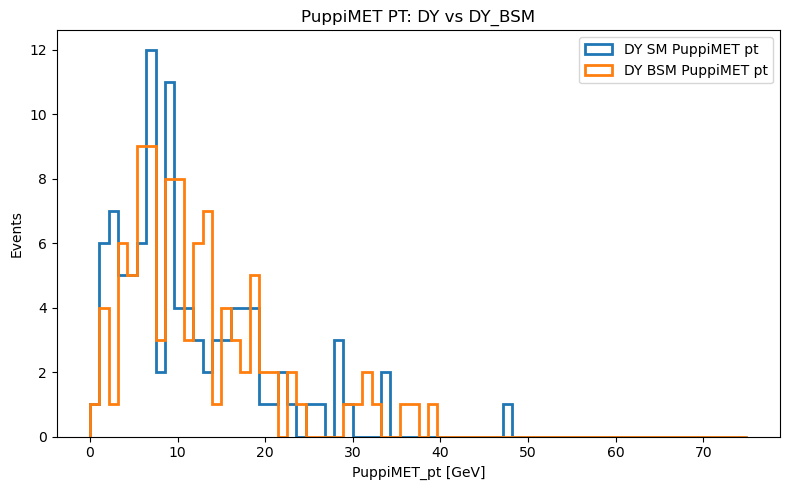 PuppiMET PT: DY vs DY_BSM
DY SM PuppiMET pt
DY BSM PuppiMET pt
Events
12
10
8
6
4
2
0
0 10 20 30 40 50 60 70
PuppiMET_pt [GeV]